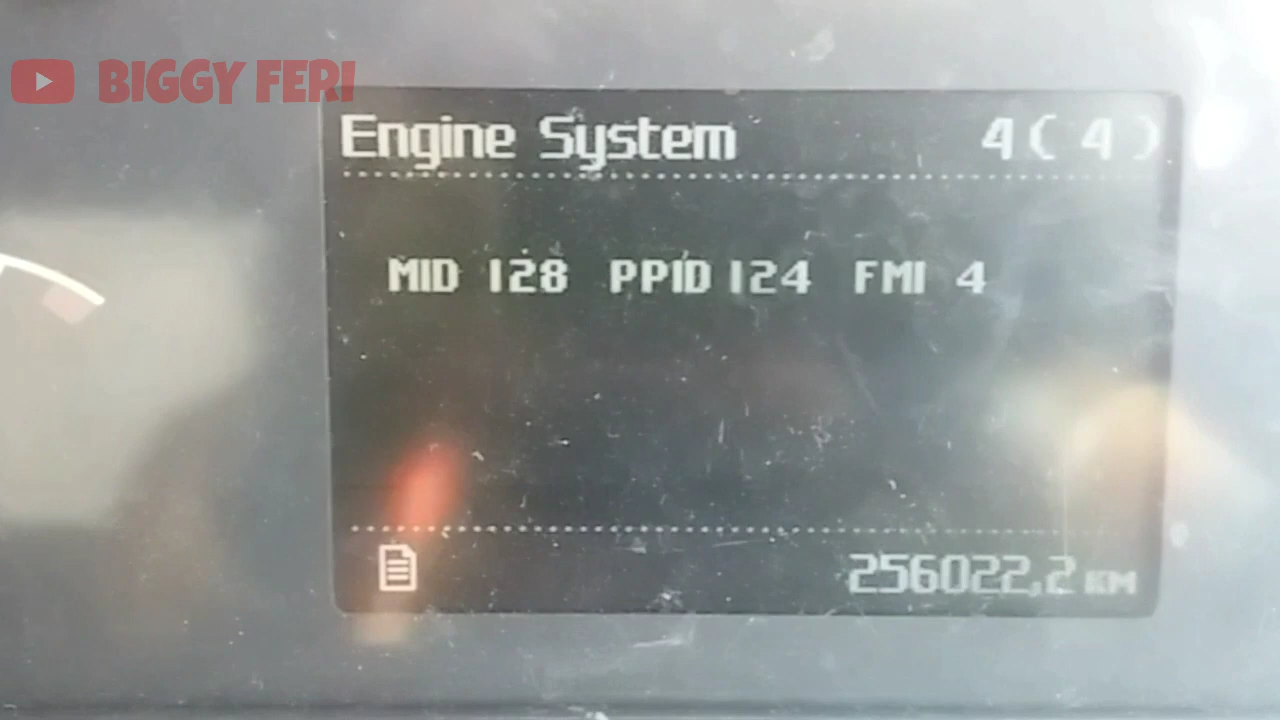 BIGGY FERI
Engine System 4 ( 4 )
MID 128 PPID 124 FMI 4
256022,2 KM